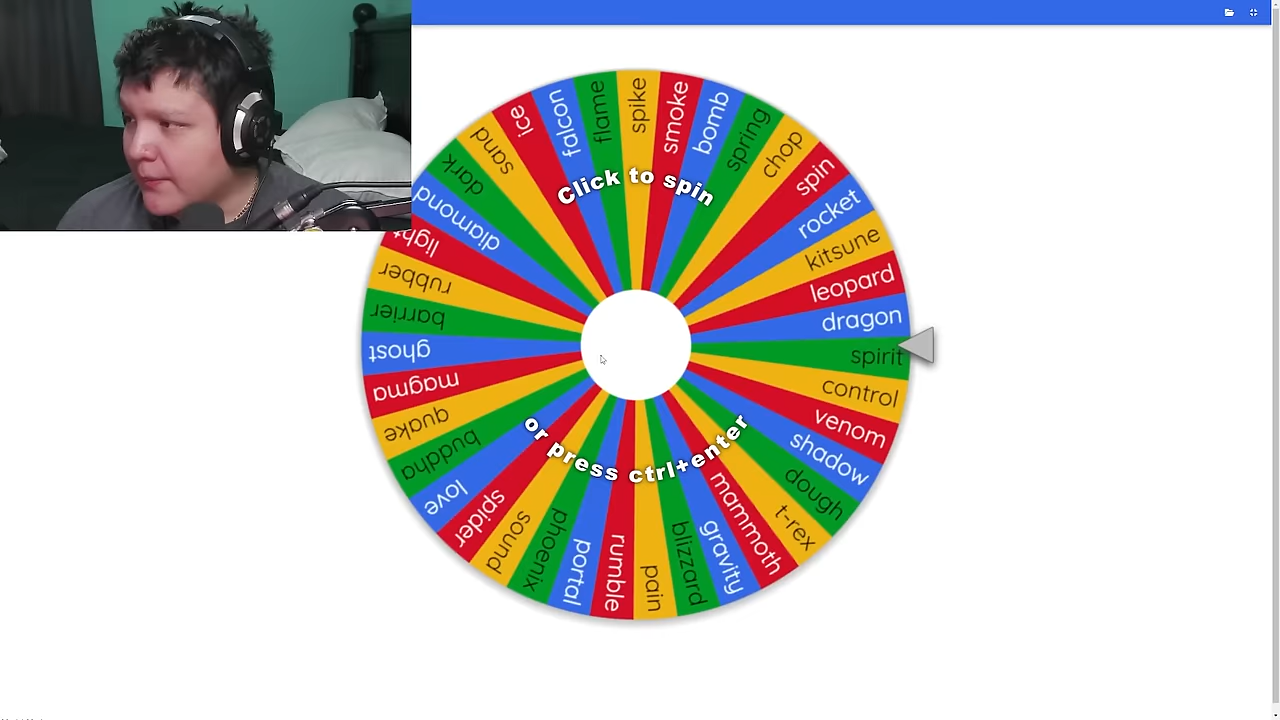 Click to spin
or press ctrl+enter
spike
smoke
bomb
spring
chop
spin
rocket
kitsune
leopard
dragon
spirit
control
venom
shadow
dough
t-rex
mammoth
gravity
blizzard
pain
rumble
portal
phoenix
sound
spider
love
buddha
quake
magma
ghost
barrier
rubber
light
diamond
dark
sand
ice
falcon
flame